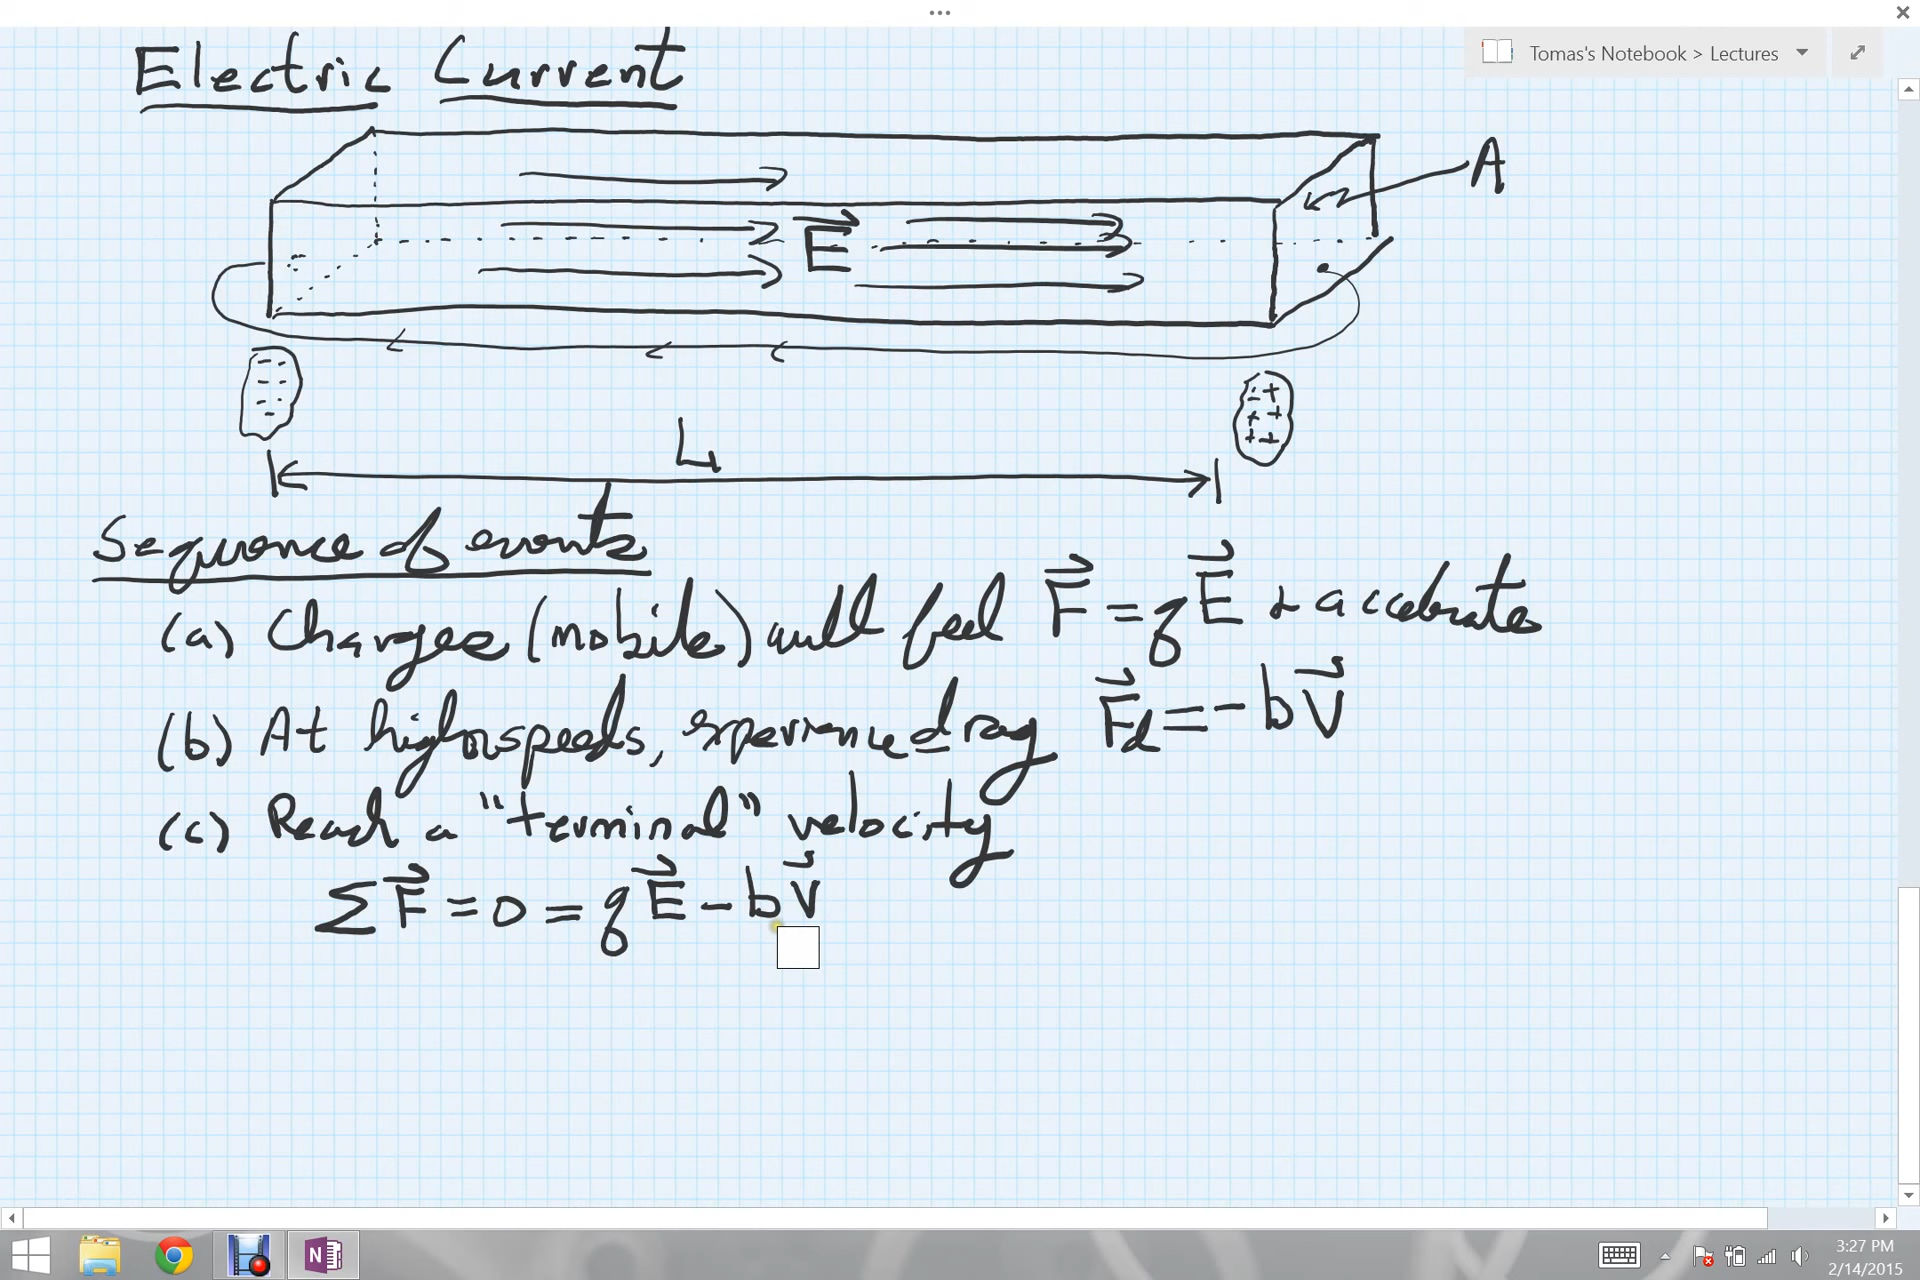 Tomas's Notebook > Lectures
Electric Current
A
E⃗
- -
- -
- -
-
- +
+ +
+ +
L
Sequence of events
(a) Charges (mobile) will feel F⃗ = qE⃗ & accelerate
(b) At high speeds, experience drag F⃗d = - bV⃗
(c) Reach a "terminal" velocity
ΣF⃗ = 0 = qE⃗ - bV⃗
N
3:27 PM
2/14/2015